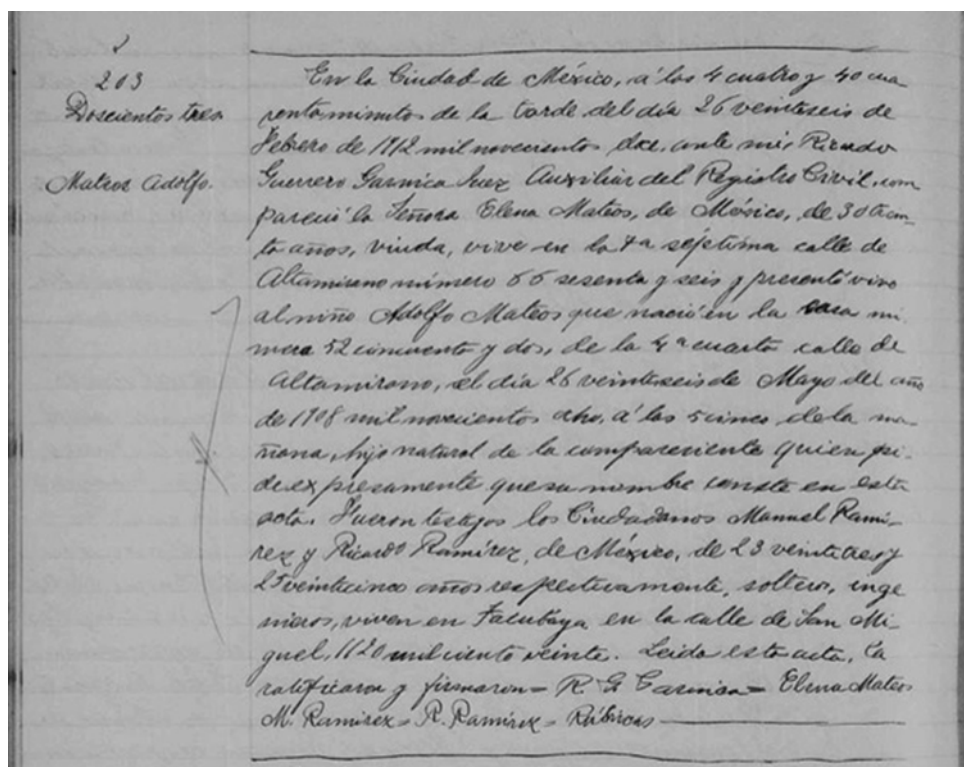 203
Doscientos tres
Mateos Adolfo.
En la Ciudad de México, á las 4 cuatro y 40 cua
renta minutos de la tarde del día 26 veintiseis de
Febrero de 1912 mil novecientos doce, ante mí, Ricardo
Guerrero Garnica Juez Auxiliar del Registro Civil, com
pareció la Señora Elena Mateos, de México, de 30 trein
ta años, viuda, vive en la 7a séptima calle de
Altamirano número 66 sesenta y seis y presentó vivo
al niño Adolfo Mateos que nació en la casa nú
mero 52 cincuenta y dos, de la 4a cuarta calle de
Altamirano, el día 26 veintiseis de Mayo del año
de 1908 mil novecientos ocho, á las 5 cinco de la ma
ñana, hijo natural de la compareciente quien pi-
de expresamente que su nombre conste en esta
acta. Fueron testigos los Ciudadanos Manuel Rami-
rez y Ricardo Ramírez, de México, de 23 veintitres y
25 veinticinco años respectivamente, solteros, inge
nieros, viven en Tacubaya en la calle de San Mi-
guel, 1120 mil ciento veinte. Leida esta acta, la
ratificaron y firmaron = R. G. Garnica = Elena Mateos
M. Ramirez = R. Ramírez = Rúbricas